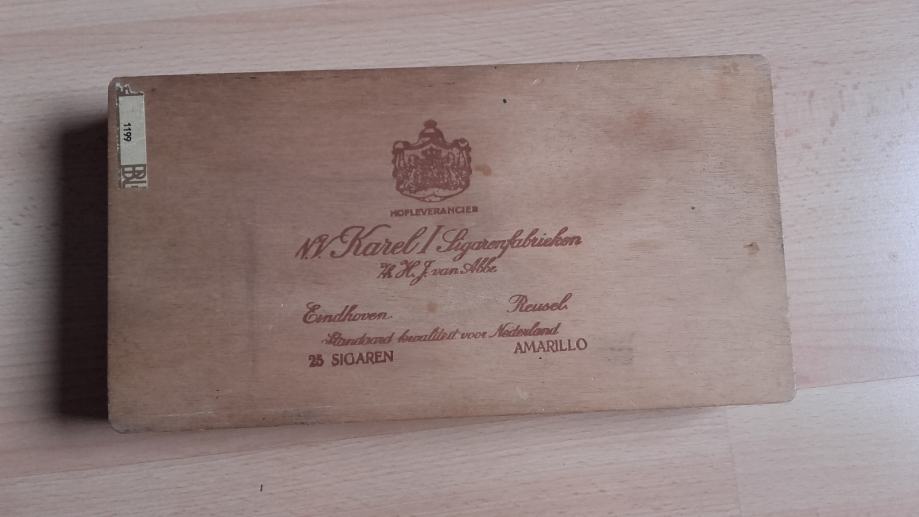 1199
HOFLEVERANCIER
N.V. Karel I Sigarenfabrieken
v/h H. J. van Abbe
Eindhoven. Reusel.
Standaard kwaliteit voor Nederland
25 SIGAREN AMARILLO